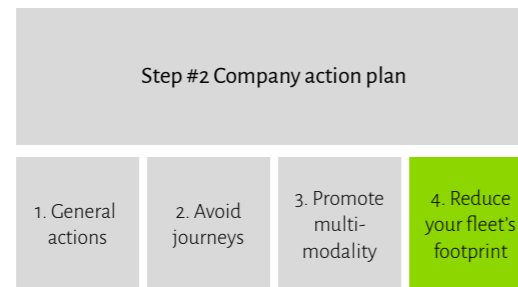 Step #2 Company action plan
1. General
actions
2. Avoid
journeys
3. Promote
multi-
modality
4. Reduce
your fleet's
footprint